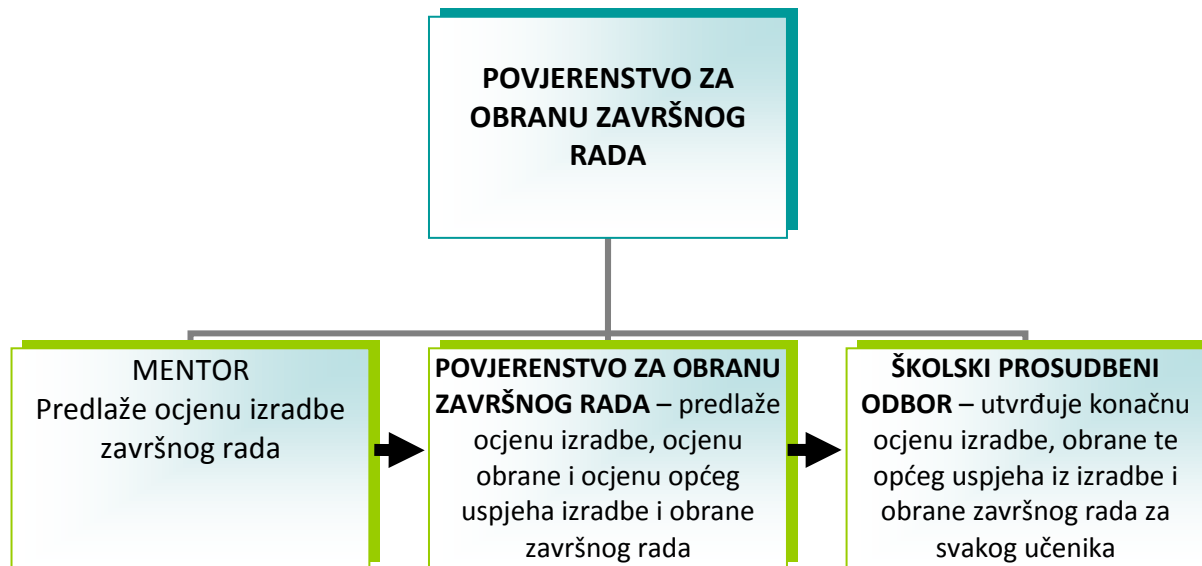 POVJERENSTVO ZA
OBRANU ZAVRŠNOG
RADA
MENTOR
Predlaže ocjenu izradbe
završnog rada
POVJERENSTVO ZA OBRANU
ZAVRŠNOG RADA – predlaže
ocjenu izradbe, ocjenu
obrane i ocjenu općeg
uspjeha izradbe i obrane
završnog rada
ŠKOLSKI PROSUDBENI
ODBOR – utvrđuje konačnu
ocjenu izradbe, obrane te
općeg uspjeha iz izradbe i
obrane završnog rada za
svakog učenika